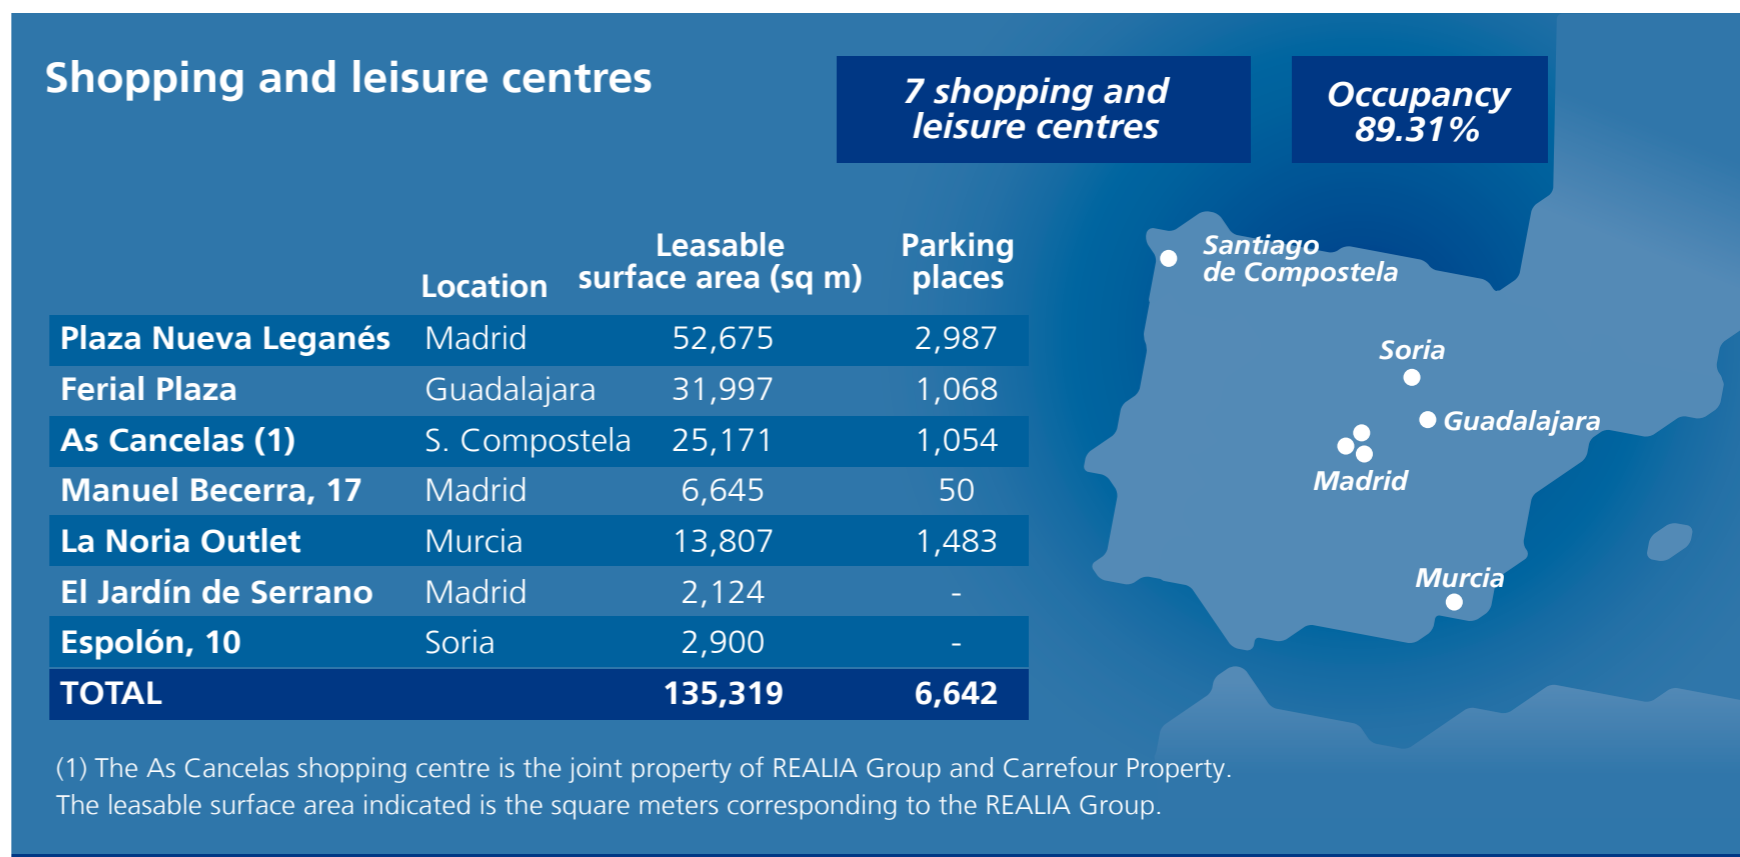 Shopping and leisure centres
7 shopping and
leisure centres
Occupancy
89.31%
Location
Leasable
surface area (sq m)
Parking
places
Plaza Nueva Leganés Madrid 52,675 2,987
Ferial Plaza Guadalajara 31,997 1,068
As Cancelas (1) S. Compostela 25,171 1,054
Manuel Becerra, 17 Madrid 6,645 50
La Noria Outlet Murcia 13,807 1,483
El Jardín de Serrano Madrid 2,124 -
Espolón, 10 Soria 2,900 -
TOTAL 135,319 6,642
Santiago
de Compostela
Soria
Guadalajara
Madrid
Murcia
(1) The As Cancelas shopping centre is the joint property of REALIA Group and Carrefour Property.
The leasable surface area indicated is the square meters corresponding to the REALIA Group.